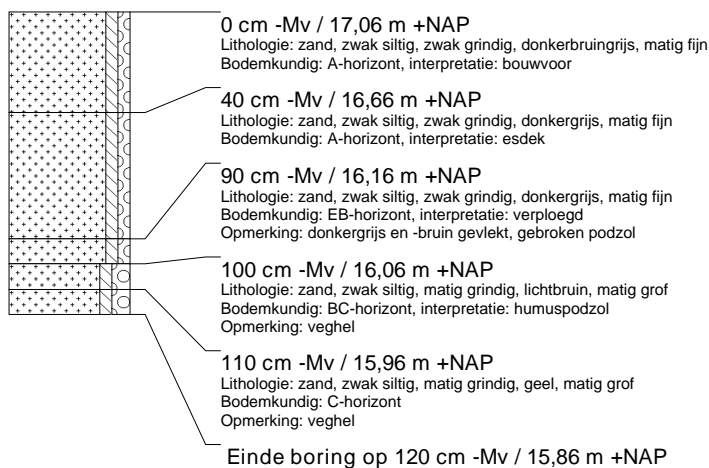 0 cm -Mv / 17,06 m +NAP
Lithologie: zand, zwak siltig, zwak grindig, donkerbruingrijs, matig fijn
Bodemkundig: A-horizont, interpretatie: bouwvoor
40 cm -Mv / 16,66 m +NAP
Lithologie: zand, zwak siltig, zwak grindig, donkergrijs, matig fijn
Bodemkundig: A-horizont, interpretatie: esdek
90 cm -Mv / 16,16 m +NAP
Lithologie: zand, zwak siltig, zwak grindig, donkergrijs, matig fijn
Bodemkundig: EB-horizont, interpretatie: verploegd
Opmerking: donkergrijs en -bruin gevlekt, gebroken podzol
100 cm -Mv / 16,06 m +NAP
Lithologie: zand, zwak siltig, matig grindig, lichtbruin, matig grof
Bodemkundig: BC-horizont, interpretatie: humuspodzol
Opmerking: veghel
110 cm -Mv / 15,96 m +NAP
Lithologie: zand, zwak siltig, matig grindig, geel, matig grof
Bodemkundig: C-horizont
Opmerking: veghel
Einde boring op 120 cm -Mv / 15,86 m +NAP